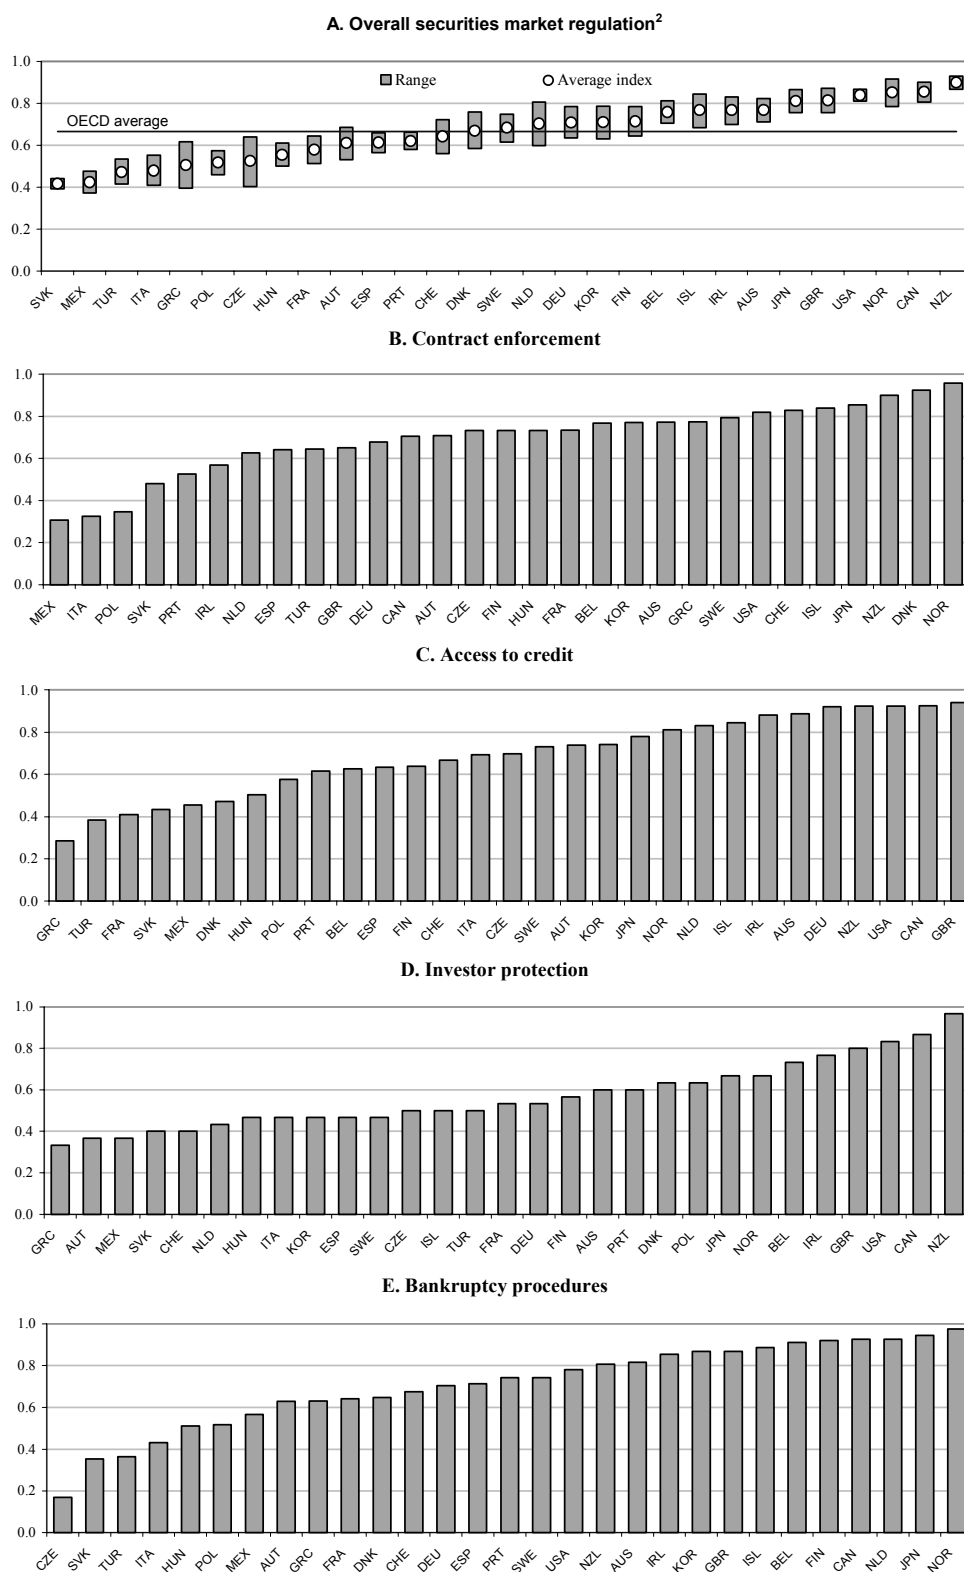 A. Overall securities market regulation2
1.0
Range
Average index
0.8
OECD average
0.6
0.4
0.2
0.0
SVK MEX TUR ITA GRC POL CZE HUN FRA AUT ESP PRT CHE DNK SWE NLD DEU KOR FIN BEL ISL IRL AUS JPN GBR USA NOR CAN NZL
B. Contract enforcement
1.0
0.8
0.6
0.4
0.2
0.0
MEX ITA POL SVK PRT IRL NLD ESP TUR GBR DEU CAN AUT CZE FIN HUN FRA BEL KOR AUS GRC SWE USA CHE ISL JPN NZL DNK NOR
C. Access to credit
1.0
0.8
0.6
0.4
0.2
0.0
GRC TUR FRA SVK MEX DNK HUN POL PRT BEL ESP FIN CHE ITA CZE SWE AUT KOR JPN NOR NLD ISL IRL AUS DEU NZL USA CAN GBR
D. Investor protection
1.0
0.8
0.6
0.4
0.2
0.0
GRC AUT MEX SVK CHE NLD HUN ITA KOR ESP SWE CZE ISL TUR FRA DEU FIN AUS PRT DNK POL JPN NOR BEL IRL GBR USA CAN NZL
E. Bankruptcy procedures
1.0
0.8
0.6
0.4
0.2
0.0
CZE SVK TUR ITA HUN POL MEX AUT GRC FRA DNK CHE DEU ESP PRT SWE USA NZL AUS IRL KOR GBR ISL BEL FIN CAN NLD JPN NOR